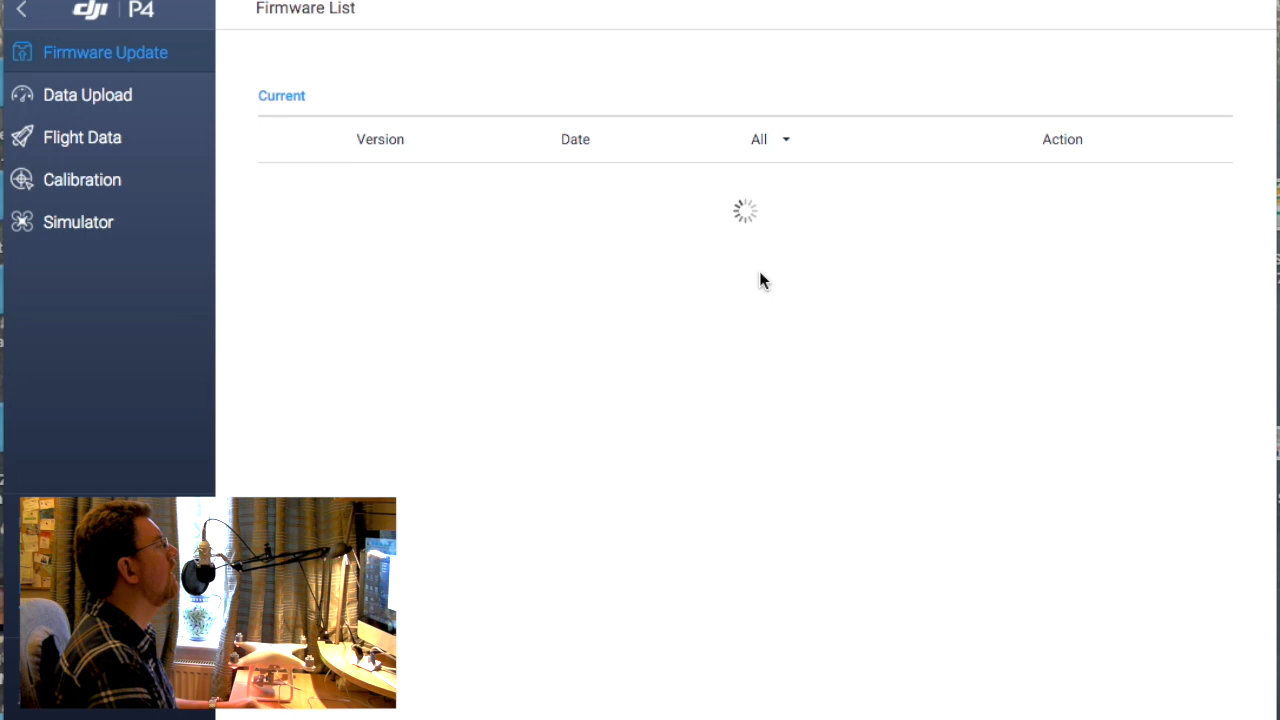 dji | P4
Firmware List
Firmware Update
Data Upload
Flight Data
Calibration
Simulator
Current
Version Date All Action